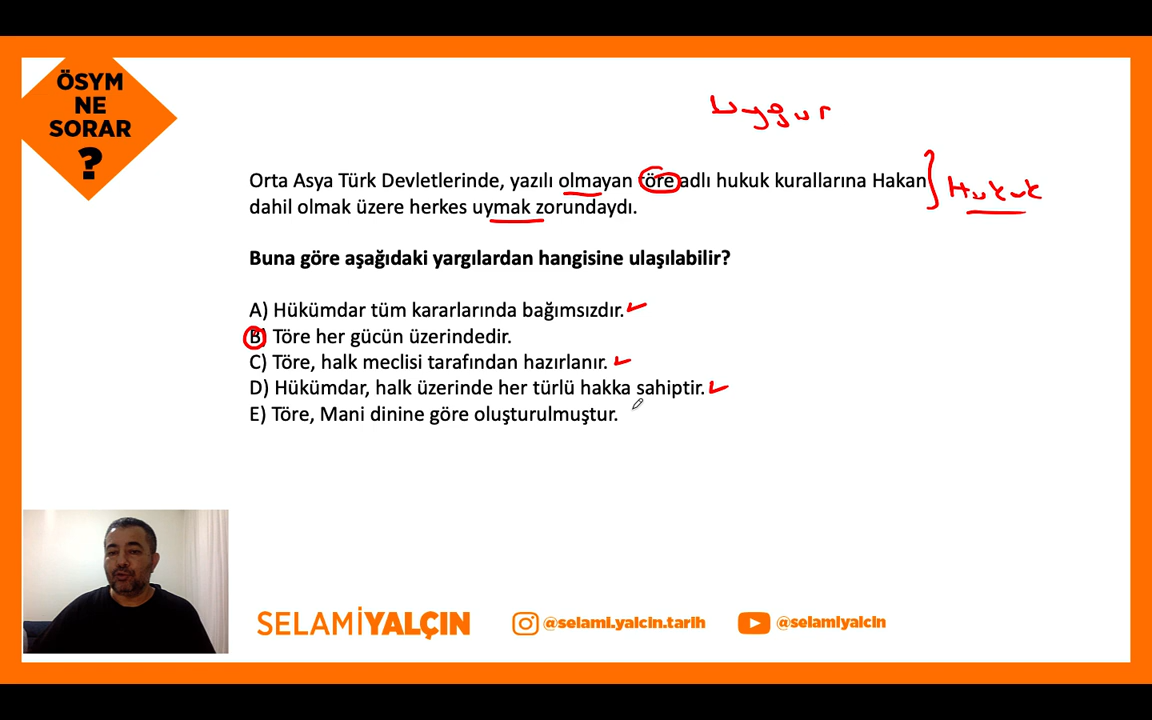 ÖSYM
NE
SORAR
?
uygur
Orta Asya Türk Devletlerinde, yazılı olmayan töre adlı hukuk kurallarına Hakan
dahil olmak üzere herkes uymak zorundaydı.
Hukuk
Buna göre aşağıdaki yargılardan hangisine ulaşılabilir?
A) Hükümdar tüm kararlarında bağımsızdır.
B) Töre her gücün üzerindedir.
C) Töre, halk meclisi tarafından hazırlanır.
D) Hükümdar, halk üzerinde her türlü hakka sahiptir.
E) Töre, Mani dinine göre oluşturulmuştur.
SELAMİYALÇIN @selami.yalcin.tarih @selamiyalcin